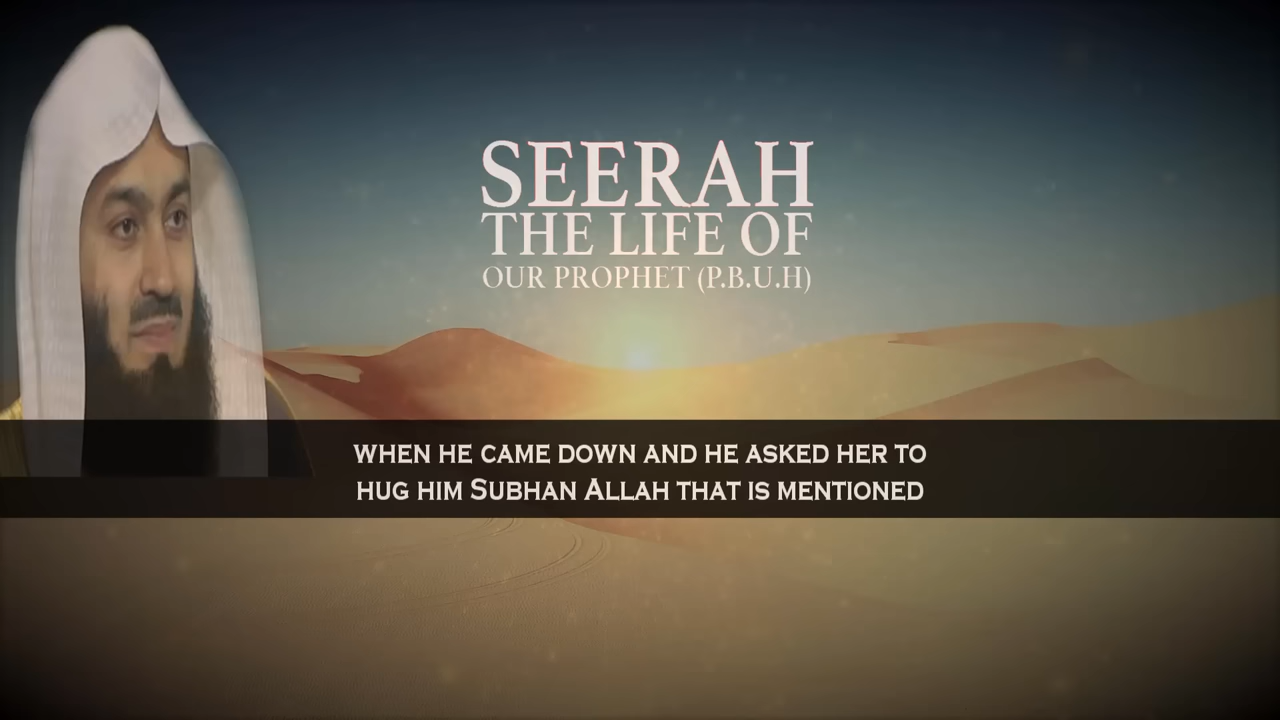 SEERAH
THE LIFE OF
OUR PROPHET (P.B.U.H)
WHEN HE CAME DOWN AND HE ASKED HER TO
HUG HIM SUBHAN ALLAH THAT IS MENTIONED